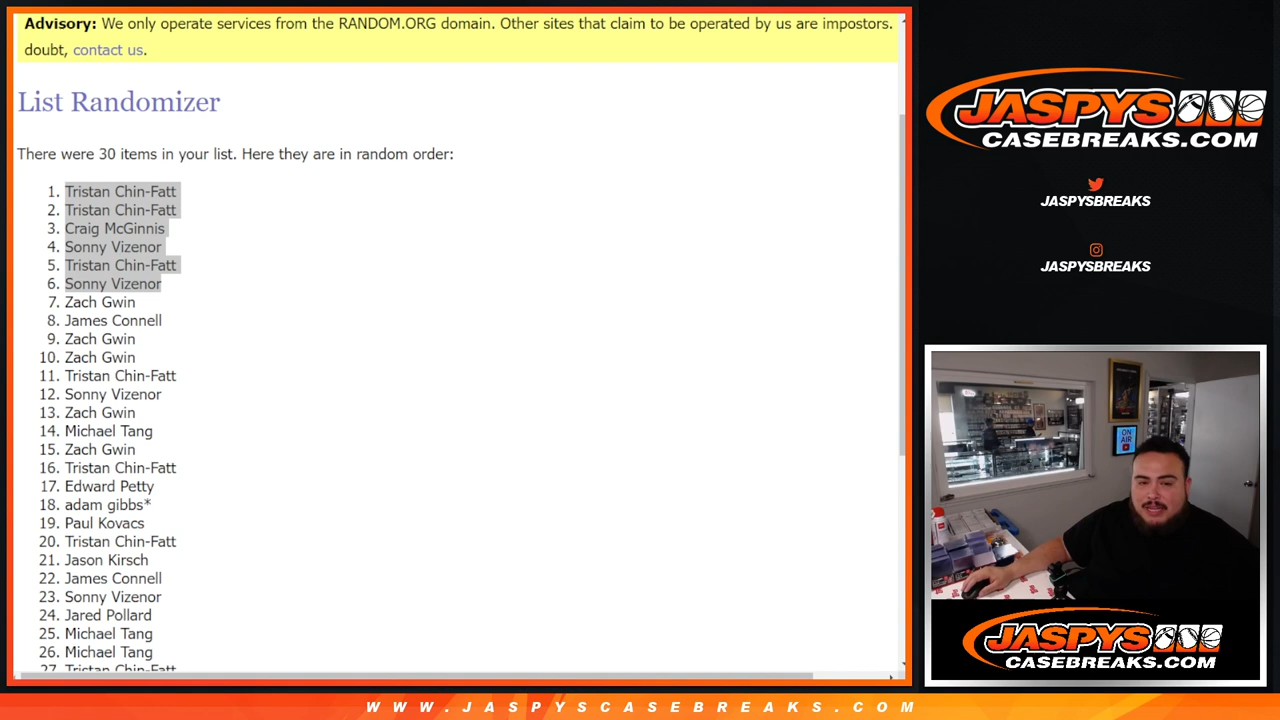 Advisory: We only operate services from the RANDOM.ORG domain. Other sites that claim to be operated by us are impostors.
doubt, contact us.
List Randomizer
There were 30 items in your list. Here they are in random order:
1. Tristan Chin-Fatt
2. Tristan Chin-Fatt
3. Craig McGinnis
4. Sonny Vizenor
5. Tristan Chin-Fatt
6. Sonny Vizenor
7. Zach Gwin
8. James Connell
9. Zach Gwin
10. Zach Gwin
11. Tristan Chin-Fatt
12. Sonny Vizenor
13. Zach Gwin
14. Michael Tang
15. Zach Gwin
16. Tristan Chin-Fatt
17. Edward Petty
18. adam gibbs*
19. Paul Kovacs
20. Tristan Chin-Fatt
21. Jason Kirsch
22. James Connell
23. Sonny Vizenor
24. Jared Pollard
25. Michael Tang
26. Michael Tang
27. Tristan Chin-Fatt
JASPYS
CASEBREAKS.COM
JASPYSBREAKS
JASPYSBREAKS
ON
AIR
JASPYS
CASEBREAKS.COM
WWW.JASPYSCASEBREAKS.COM